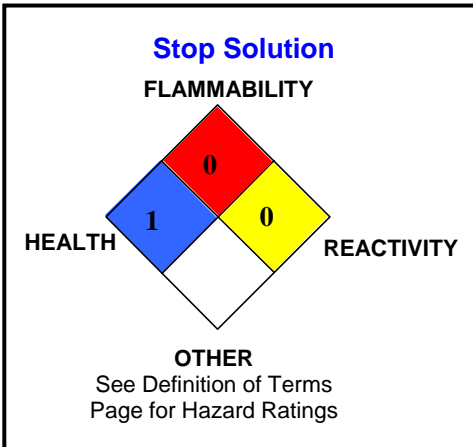 Stop Solution
FLAMMABILITY
0
1
0
HEALTH
REACTIVITY
OTHER
See Definition of Terms
Page for Hazard Ratings